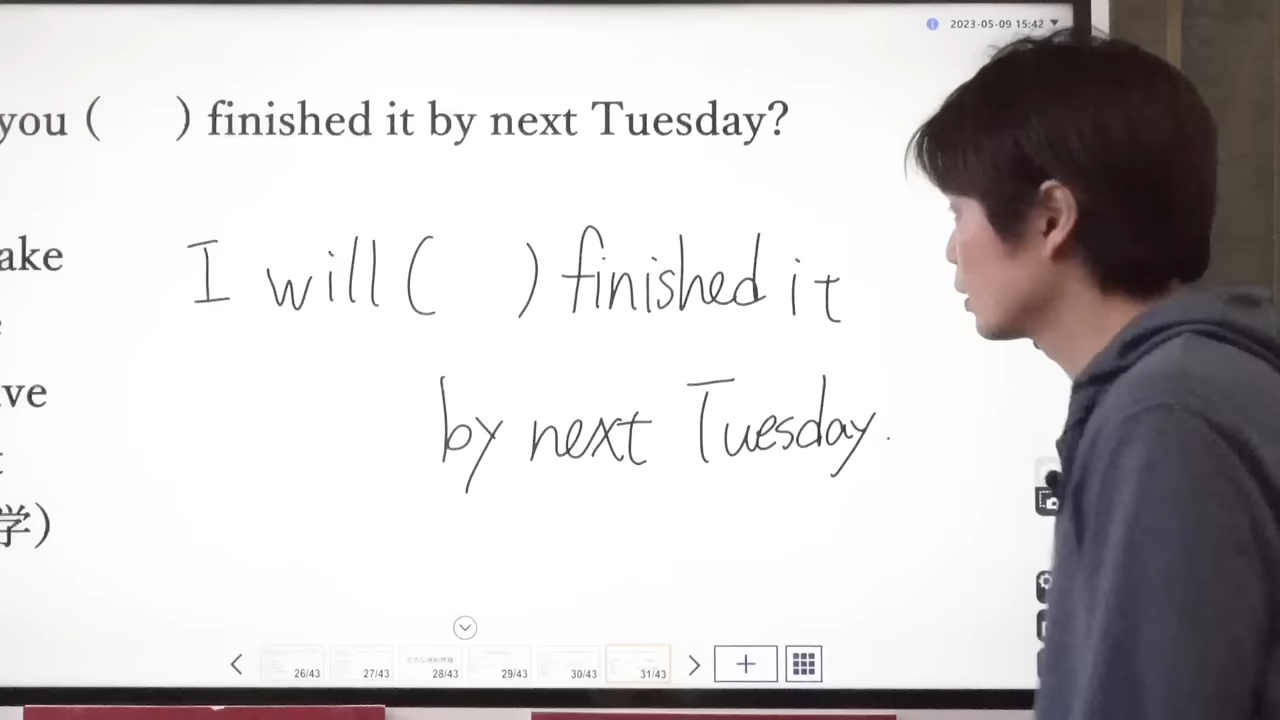 2023-05-09 15:42
you ( ) finished it by next Tuesday?
ake
I will ( ) finished it
ve
by next Tuesday.
学)
26/43 27/43 28/43 29/43 30/43 31/43